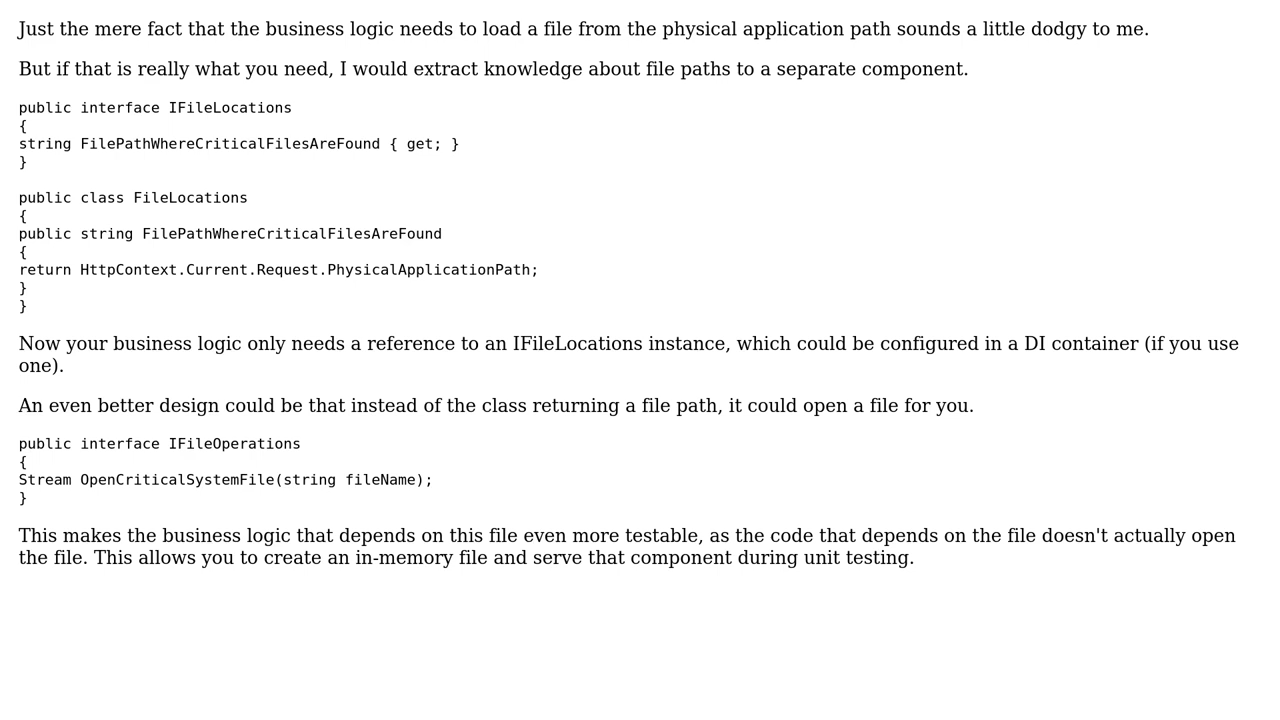 Just the mere fact that the business logic needs to load a file from the physical application path sounds a little dodgy to me.
But if that is really what you need, I would extract knowledge about file paths to a separate component.
public interface IFileLocations
{
string FilePathWhereCriticalFilesAreFound { get; }
}
public class FileLocations
{
public string FilePathWhereCriticalFilesAreFound
{
return HttpContext.Current.Request.PhysicalApplicationPath;
}
}
Now your business logic only needs a reference to an IFileLocations instance, which could be configured in a DI container (if you use
one).
An even better design could be that instead of the class returning a file path, it could open a file for you.
public interface IFileOperations
{
Stream OpenCriticalSystemFile(string fileName);
}
This makes the business logic that depends on this file even more testable, as the code that depends on the file doesn't actually open
the file. This allows you to create an in-memory file and serve that component during unit testing.